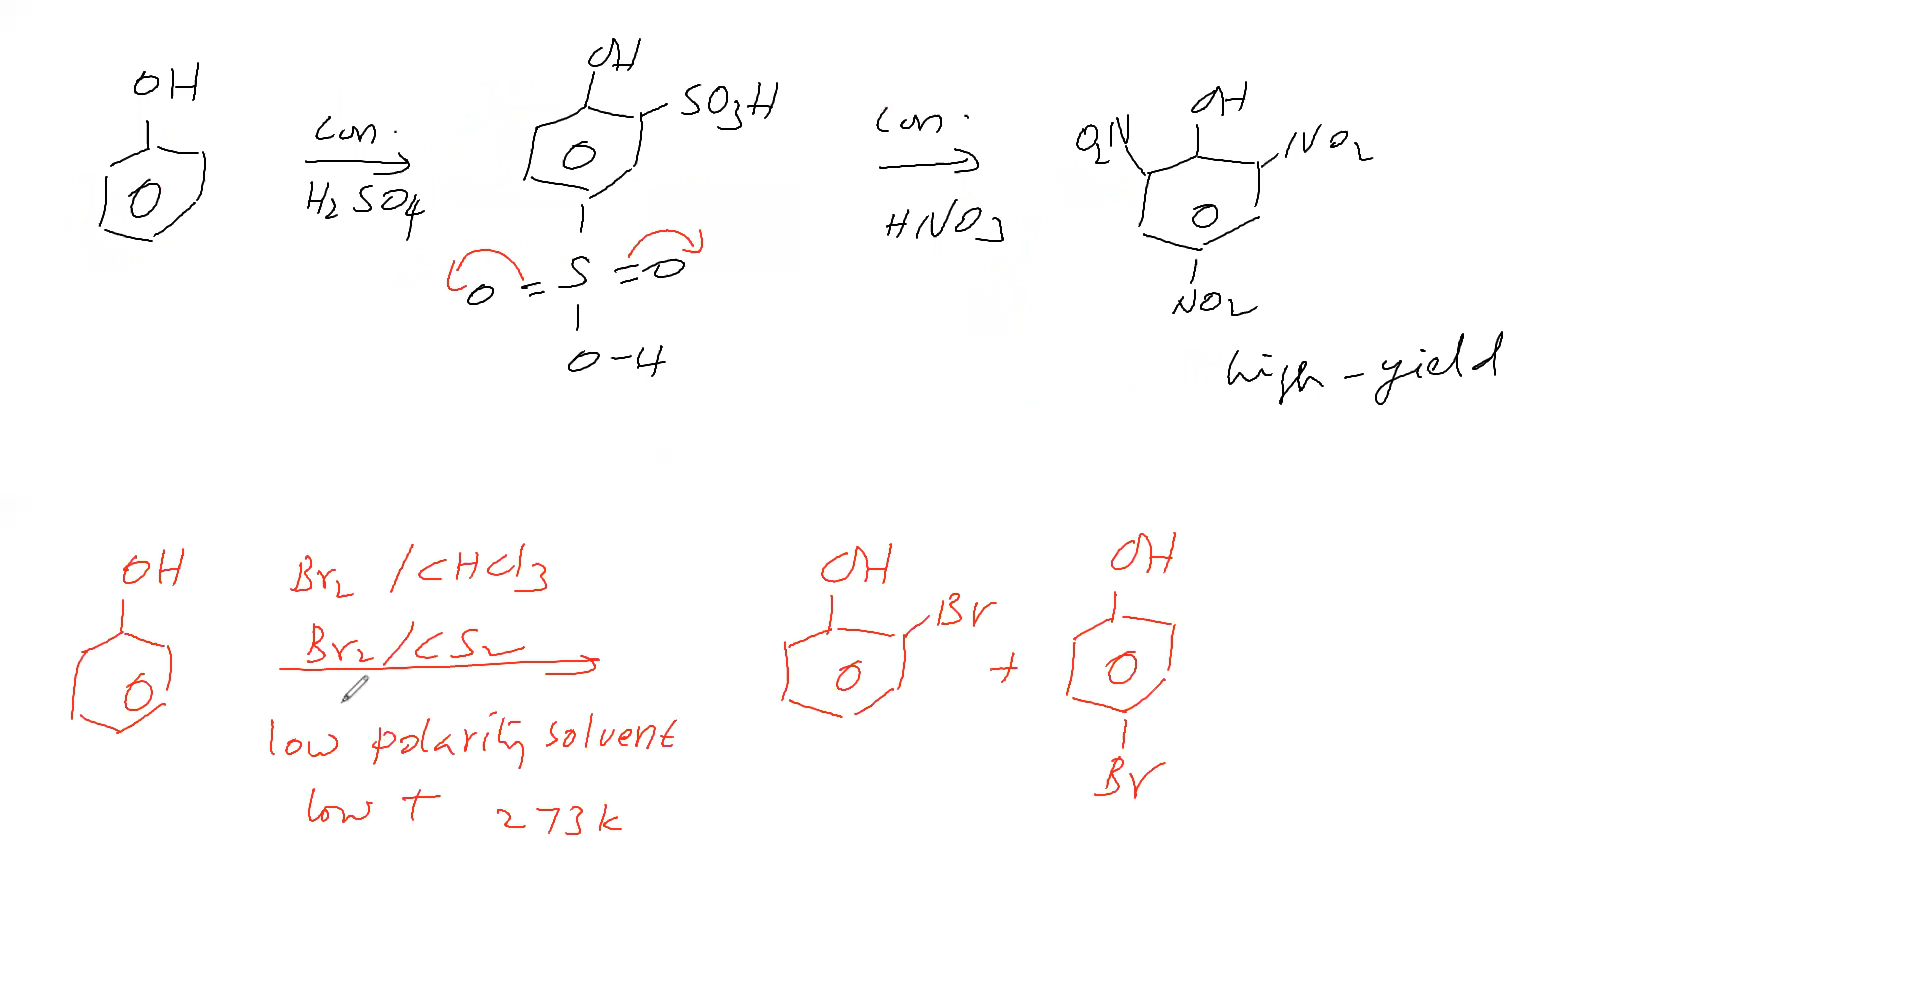 OH
Con.
H2SO4
OH
SO3H
O=S=O
O-H
Con.
HNO3
OH
O2N
NO2
NO2
high-yield
OH
Br2 /CHCl3
Br2/CS2
low polarity solvent
low T 273K
OH
Br
+
OH
Br